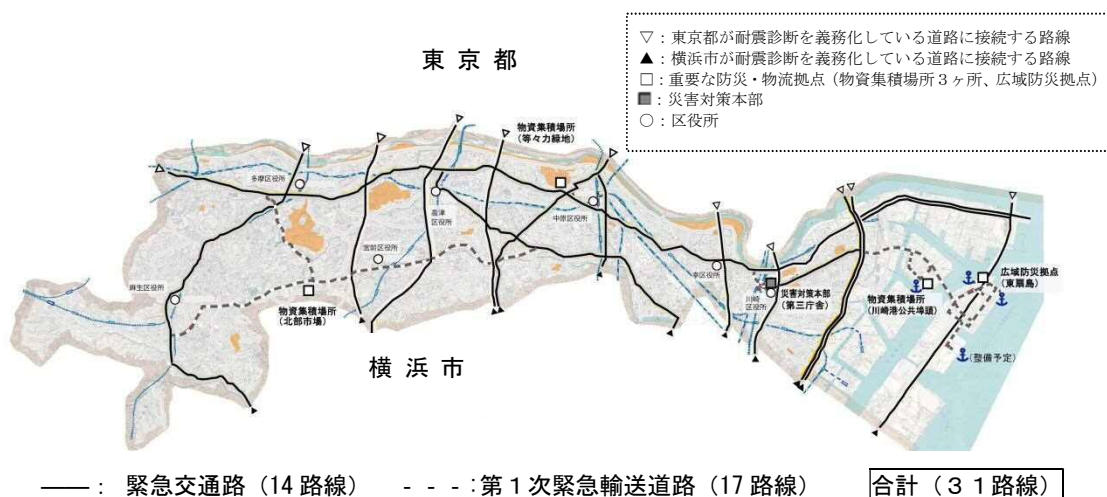 ▽：東京都が耐震診断を義務化している道路に接続する路線
▲：横浜市が耐震診断を義務化している道路に接続する路線
□：重要な防災・物流拠点（物資集積場所３ヶ所、広域防災拠点）
■：災害対策本部
○：区役所
東 京 都
物資集積場所
（等々力緑地）
多摩区役所
高津
区役所
中原区役所
宮前区役所
麻生区役所
幸区役所
川崎
区役所
災害対策本部
（第三庁舎）
物資集積場所
（北部市場）
物資集積場所
（川崎港公共埠頭）
広域防災拠点
（東扇島）
（整備予定）
横 浜 市
――：　緊急交通路（14 路線）　- - - :第１次緊急輸送道路（17 路線）　合計（３１路線）